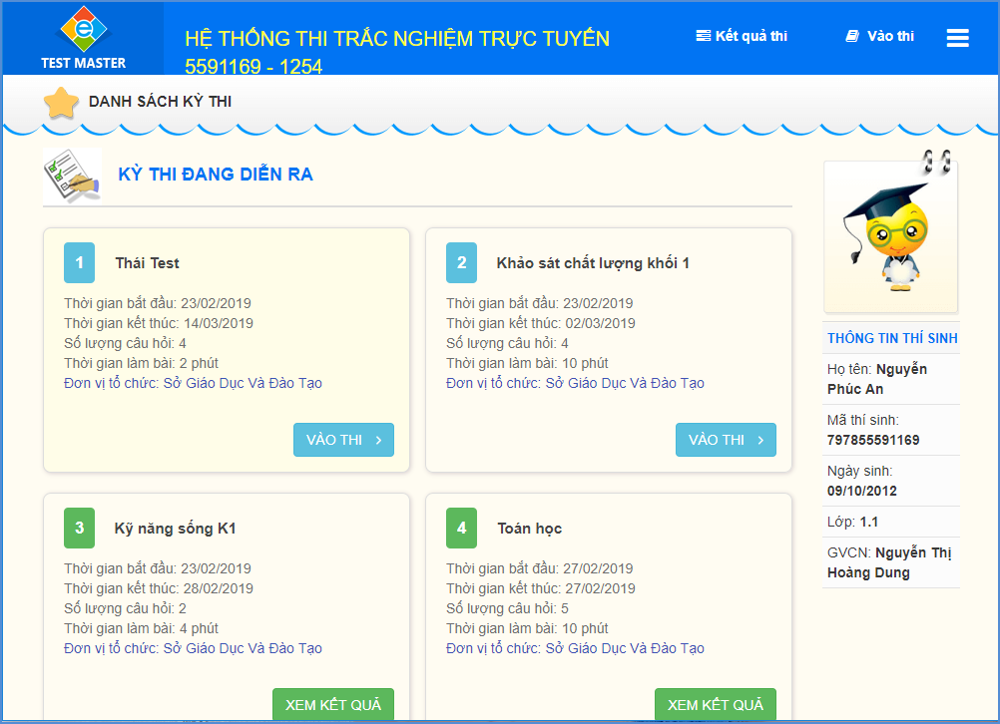 TEST MASTER
HỆ THỐNG THI TRẮC NGHIỆM TRỰC TUYẾN
5591169 - 1254
Kết quả thi
Vào thi
DANH SÁCH KỲ THI
KỲ THI ĐANG DIỄN RA
1
Thái Test
Thời gian bắt đầu: 23/02/2019
Thời gian kết thúc: 14/03/2019
Số lượng câu hỏi: 4
Thời gian làm bài: 2 phút
Đơn vị tổ chức: Sở Giáo Dục Và Đào Tạo
VÀO THI
2
Khảo sát chất lượng khối 1
Thời gian bắt đầu: 23/02/2019
Thời gian kết thúc: 02/03/2019
Số lượng câu hỏi: 4
Thời gian làm bài: 10 phút
Đơn vị tổ chức: Sở Giáo Dục Và Đào Tạo
VÀO THI
3
Kỹ năng sống K1
Thời gian bắt đầu: 23/02/2019
Thời gian kết thúc: 28/02/2019
Số lượng câu hỏi: 2
Thời gian làm bài: 4 phút
Đơn vị tổ chức: Sở Giáo Dục Và Đào Tạo
XEM KẾT QUẢ
4
Toán học
Thời gian bắt đầu: 27/02/2019
Thời gian kết thúc: 27/02/2019
Số lượng câu hỏi: 5
Thời gian làm bài: 10 phút
Đơn vị tổ chức: Sở Giáo Dục Và Đào Tạo
XEM KẾT QUẢ
THÔNG TIN THÍ SINH
Họ tên: Nguyễn
Phúc An
Mã thí sinh:
797855591169
Ngày sinh:
09/10/2012
Lớp: 1.1
GVCN: Nguyễn Thị
Hoàng Dung